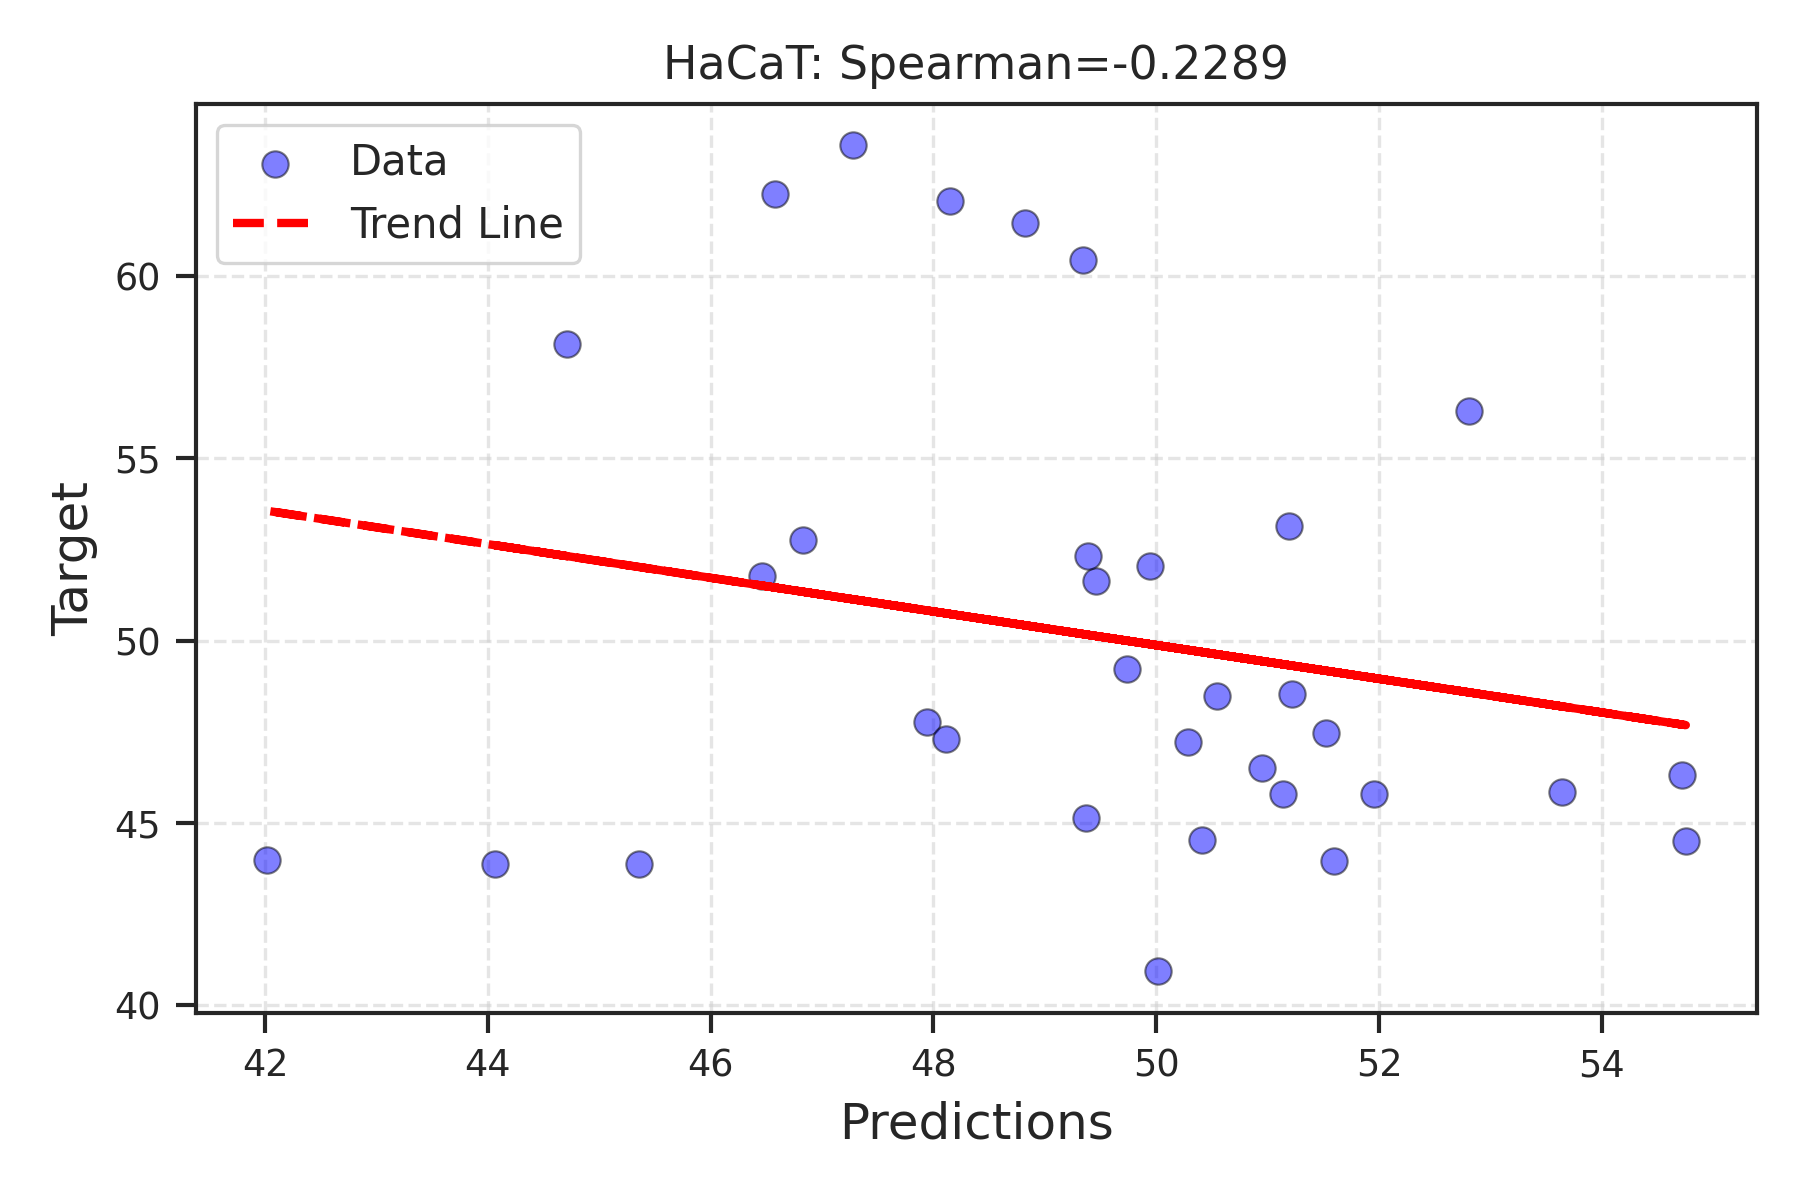 HaCaT: Spearman=-0.2289
Data
Trend Line
60
55
50
45
40
Target
42 44 46 48 50 52 54
Predictions